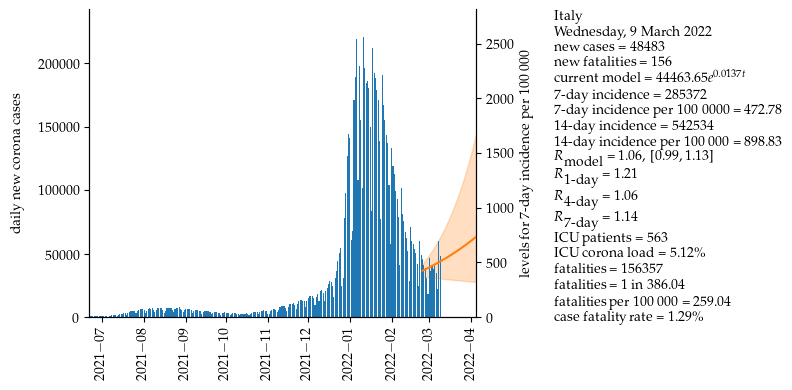 daily new corona cases
0
50000
100000
150000
200000
2021−07
2021−08
2021−09
2021−10
2021−11
2021−12
2022−01
2022−02
2022−03
2022−04
0
500
1000
1500
2000
2500
levels for 7-day incidence per 100 000
Italy
Wednesday, 9 March 2022
new cases = 48483
new fatalities = 156
current model = 44463.65e^0.0137t
7-day incidence = 285372
7-day incidence per 100 0000 = 472.78
14-day incidence = 542534
14-day incidence per 100 000 = 898.83
R_model = 1.06, [0.99, 1.13]
R_1-day = 1.21
R_4-day = 1.06
R_7-day = 1.14
ICU patients = 563
ICU corona load = 5.12%
fatalities = 156357
fatalities = 1 in 386.04
fatalities per 100 000 = 259.04
case fatality rate = 1.29%